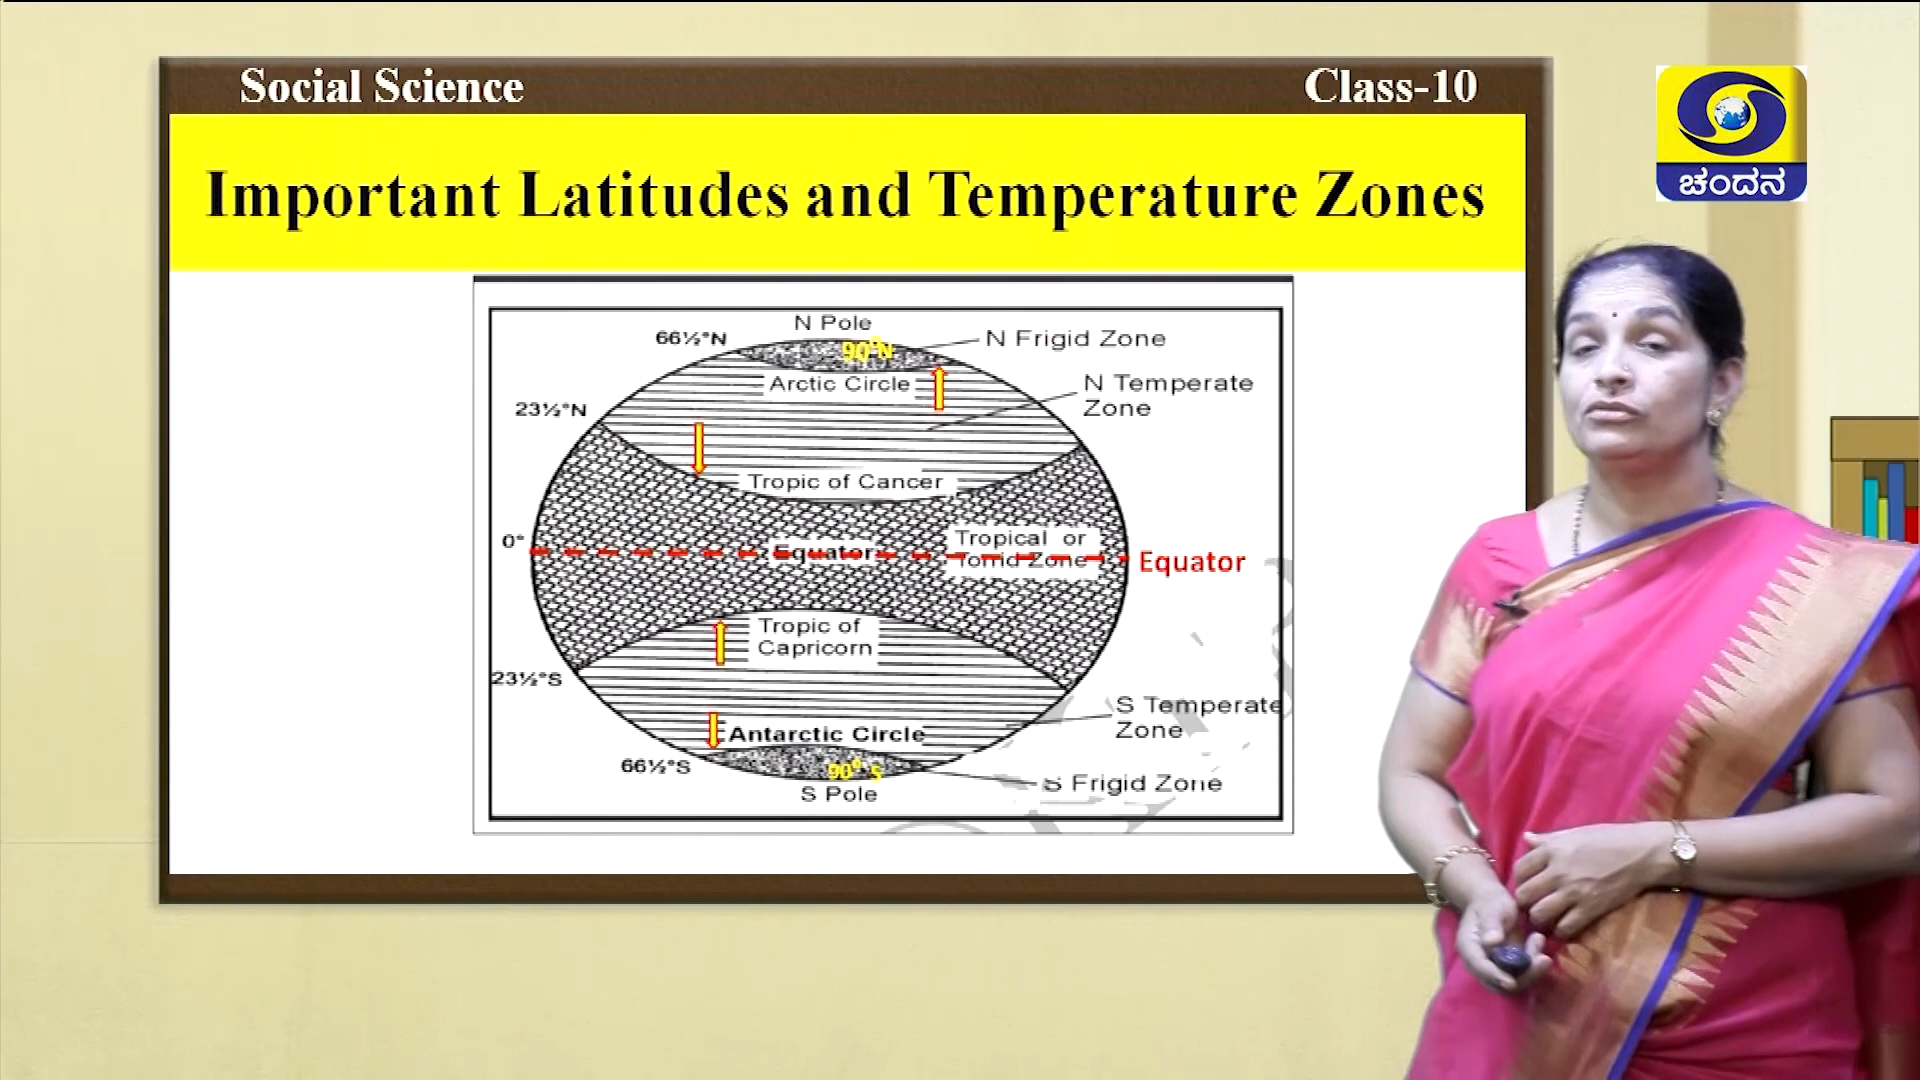 Social Science
Class-10
ಚಂದನ
Important Latitudes and Temperature Zones
N Pole
66½°N
90⁰N
N Frigid Zone
Arctic Circle
N Temperate
Zone
23½°N
Tropic of Cancer
0°
Equator
Tropical or
Torrid Zone
Equator
Tropic of
Capricorn
23½°S
S Temperate
Zone
Antarctic Circle
66½°S
90⁰ S
S Pole
S Frigid Zone